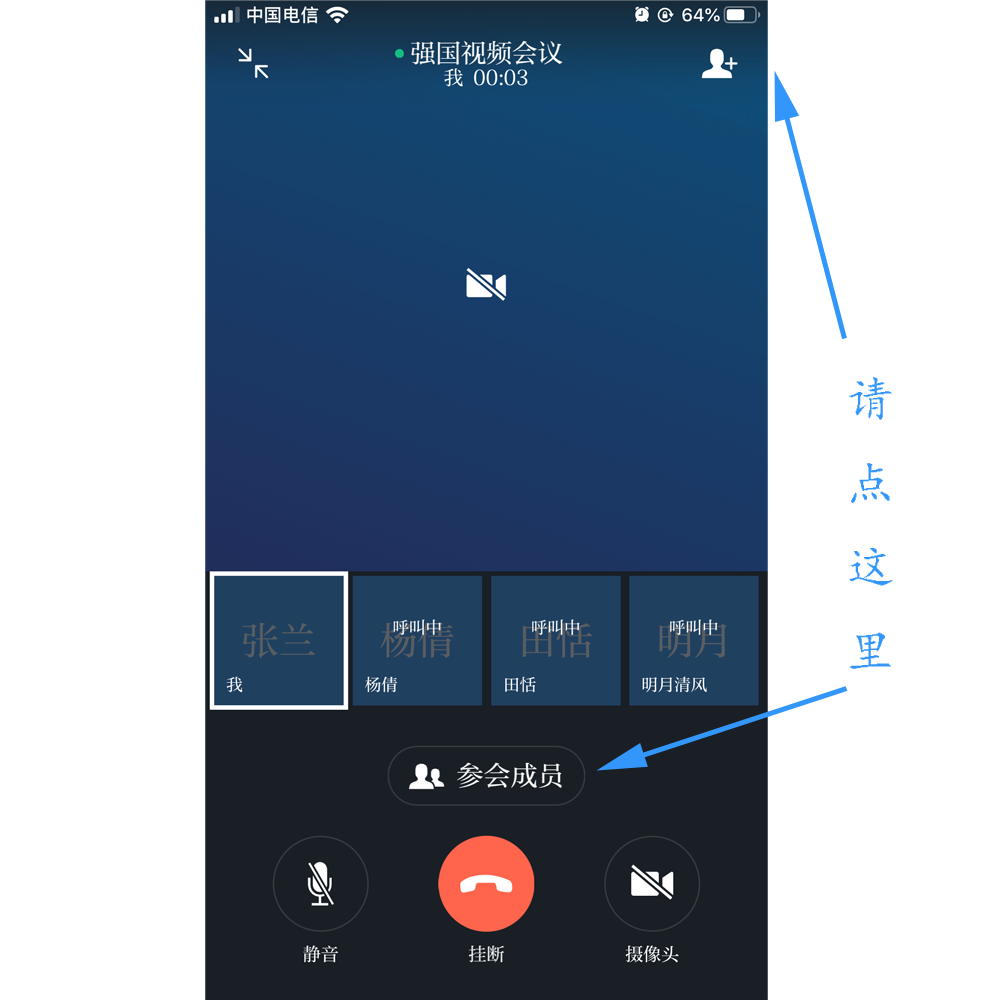 中国电信
64%
强国视频会议
我 00:03
张兰
我
杨倩
呼叫中
杨倩
田恬
呼叫中
田恬
明月
呼叫中
明月清风
请点这里
参会成员
静音
挂断
摄像头